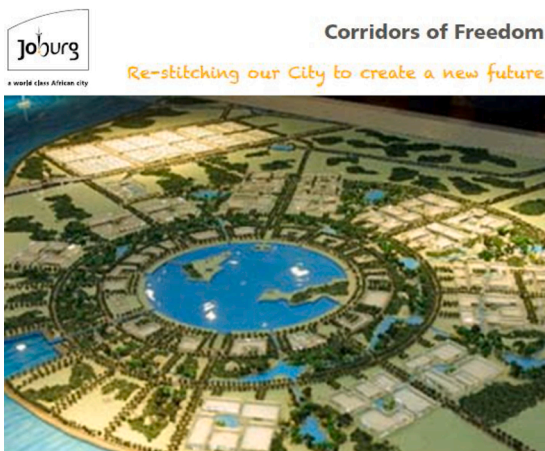 Joburg
a world class African city
Corridors of Freedom
Re-stitching our City to create a new future